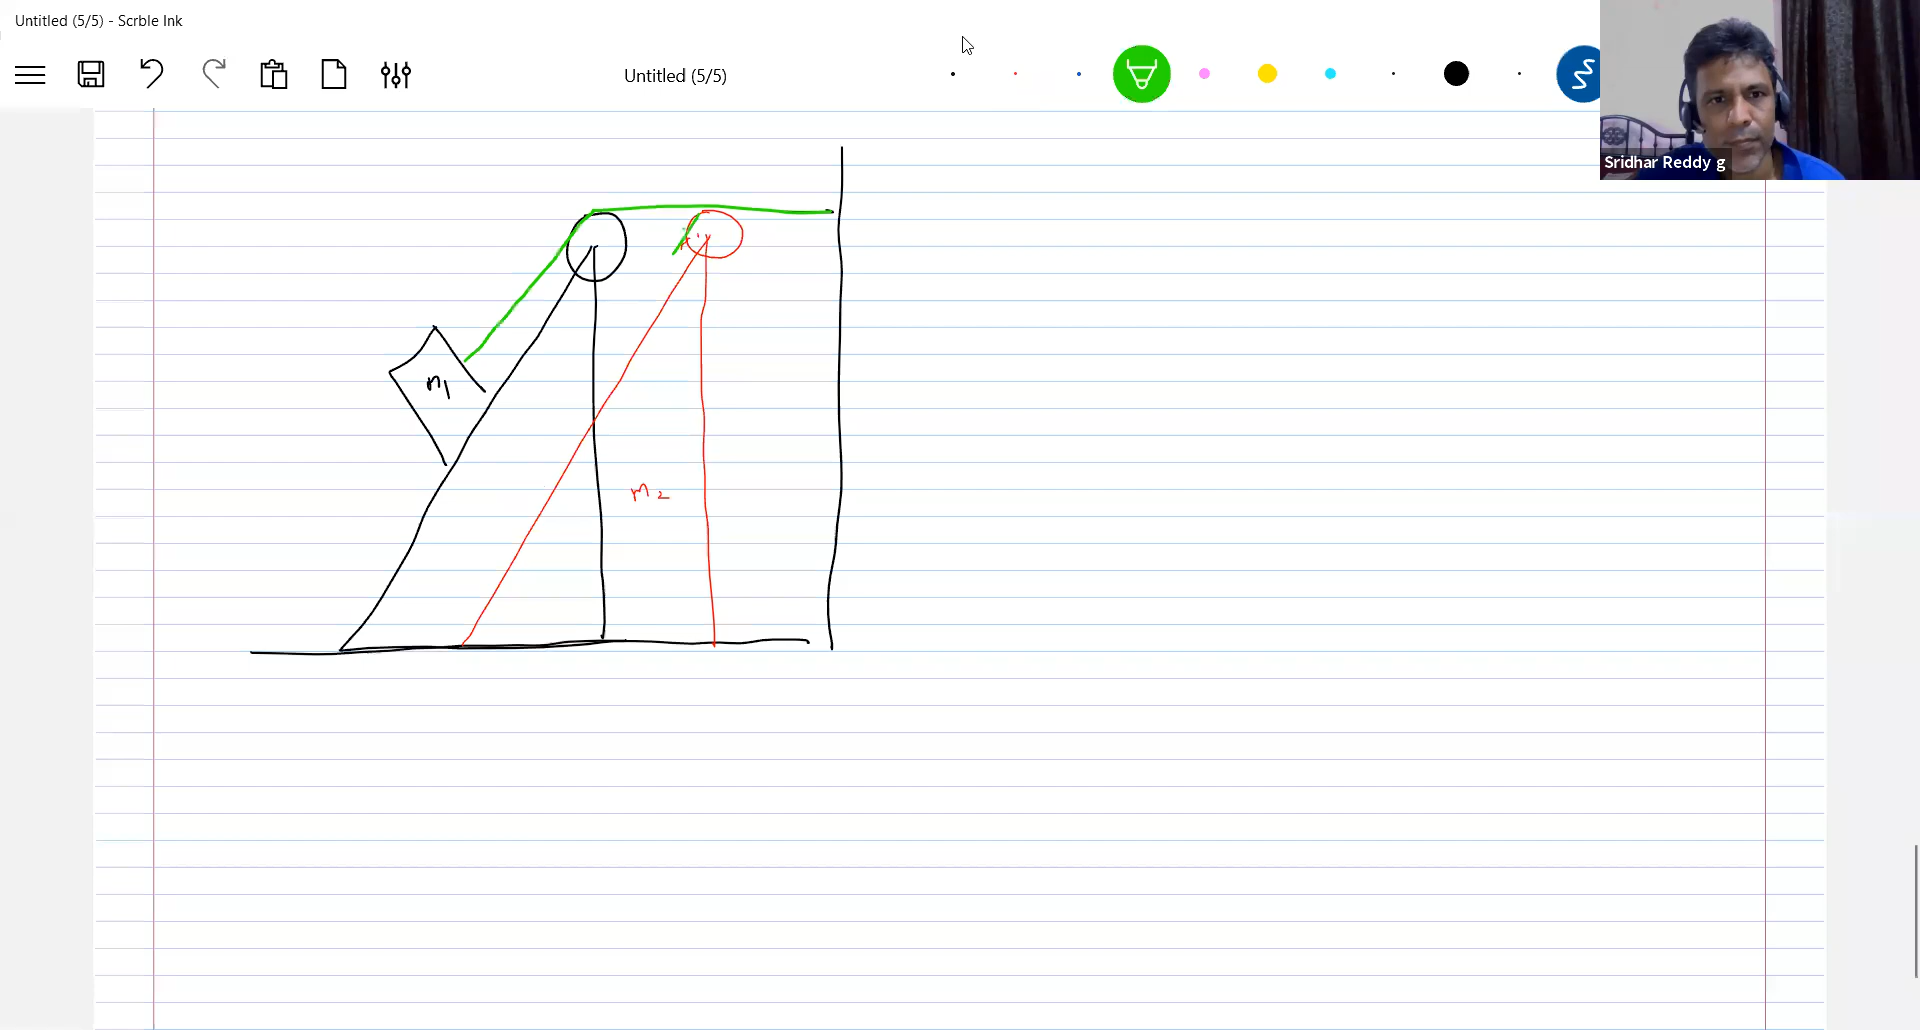 Untitled (5/5) - Scrble Ink
Untitled (5/5)
Sridhar Reddy g
m1
m2